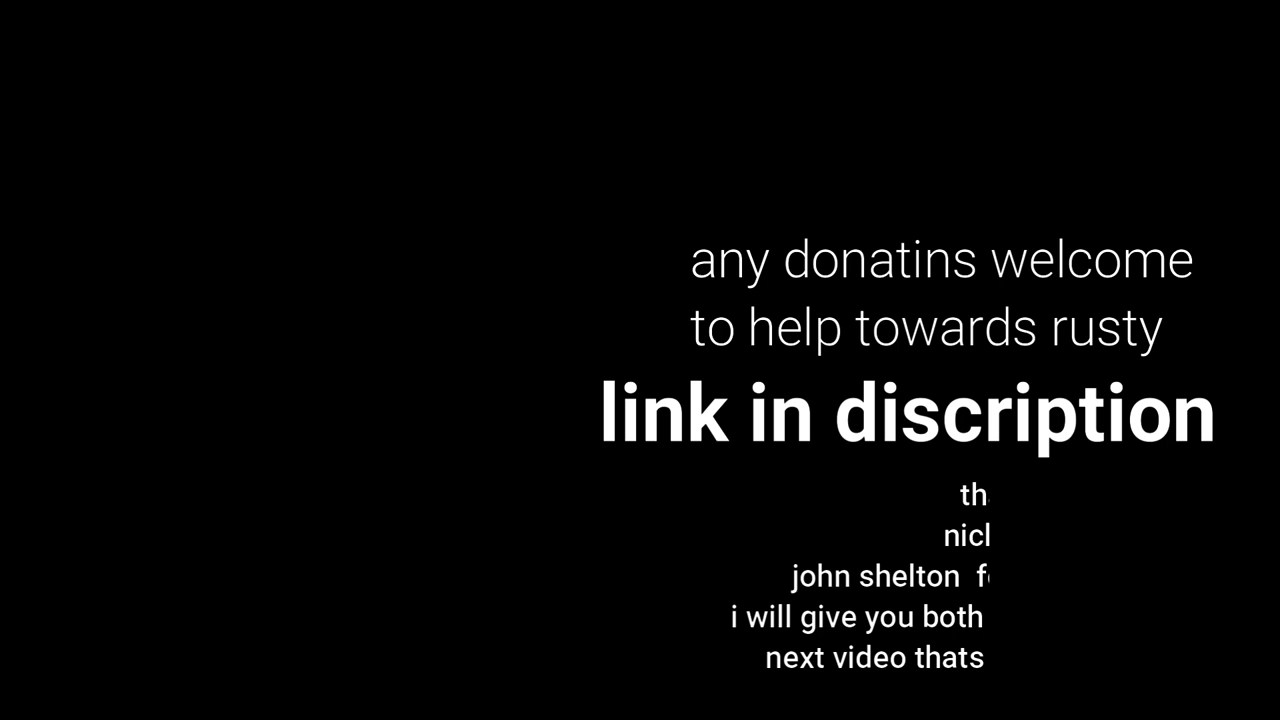 any donatins welcome
to help towards rusty
link in discription
john shelton
i will give you both
next video thats